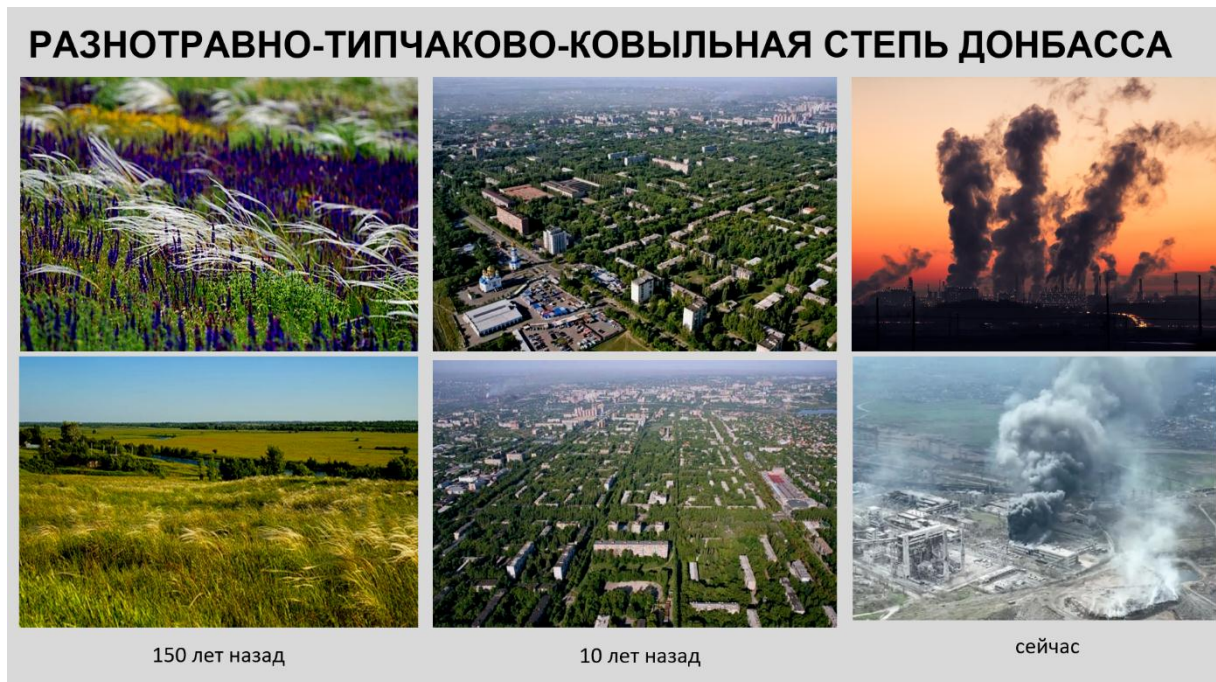 РАЗНОТРАВНО-ТИПЧАКОВО-КОВЫЛЬНАЯ СТЕПЬ ДОНБАССА
150 лет назад
10 лет назад
сейчас